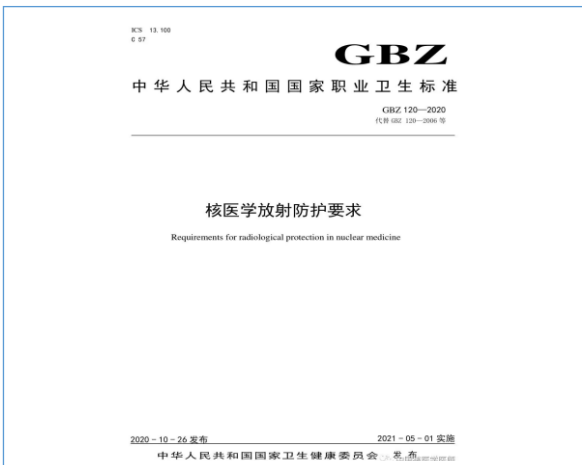 ICS 13.100
C 57
GBZ
中华人民共和国国家职业卫生标准
GBZ 120—2020
代替 GBZ 120—2006 等
核医学放射防护要求
Requirements for radiological protection in nuclear medicine
2020-10-26 发布
2021-05-01 实施
中华人民共和国国家卫生健康委员会 发布